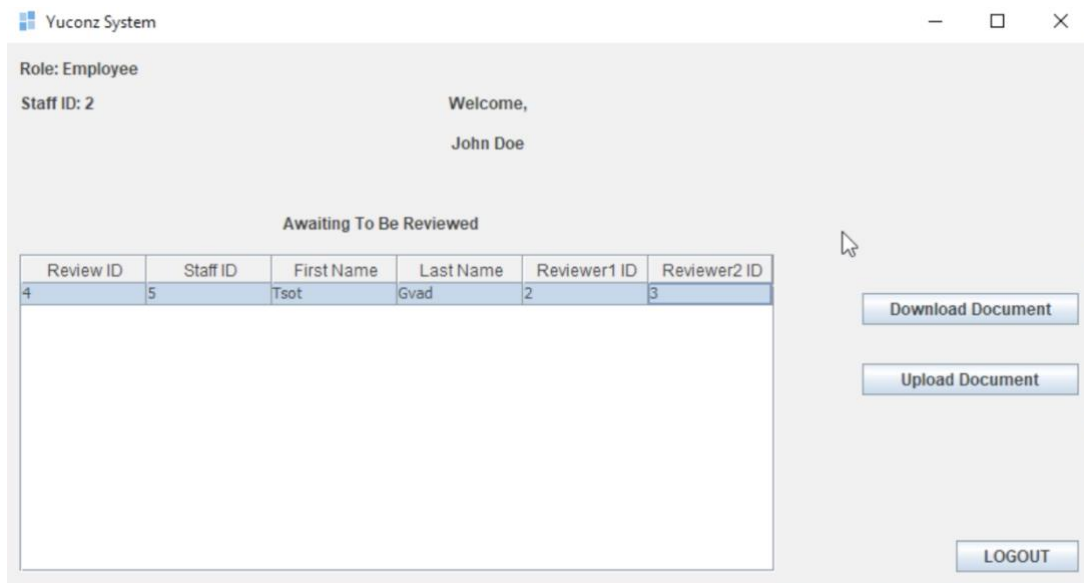 Yuconz System
Role: Employee
Staff ID: 2
Welcome,
John Doe
Awaiting To Be Reviewed
Review ID Staff ID First Name Last Name Reviewer1 ID Reviewer2 ID
4 5 Tsot Gvad 2 3
Download Document
Upload Document
LOGOUT